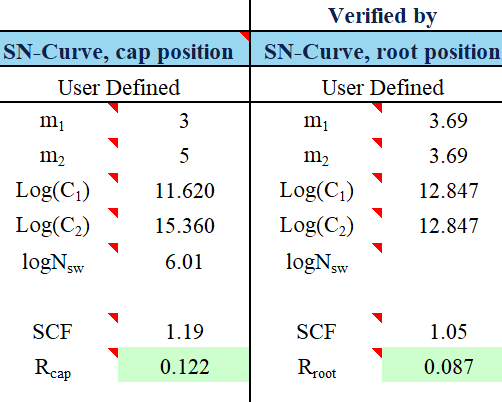 Verified by
SN-Curve, cap position SN-Curve, root position
User Defined User Defined
m₁ 3 m₁ 3.69
m₂ 5 m₂ 3.69
Log(C₁) 11.620 Log(C₁) 12.847
Log(C₂) 15.360 Log(C₂) 12.847
logNsw 6.01 logNsw
SCF 1.19 SCF 1.05
Rcap 0.122 Rroot 0.087